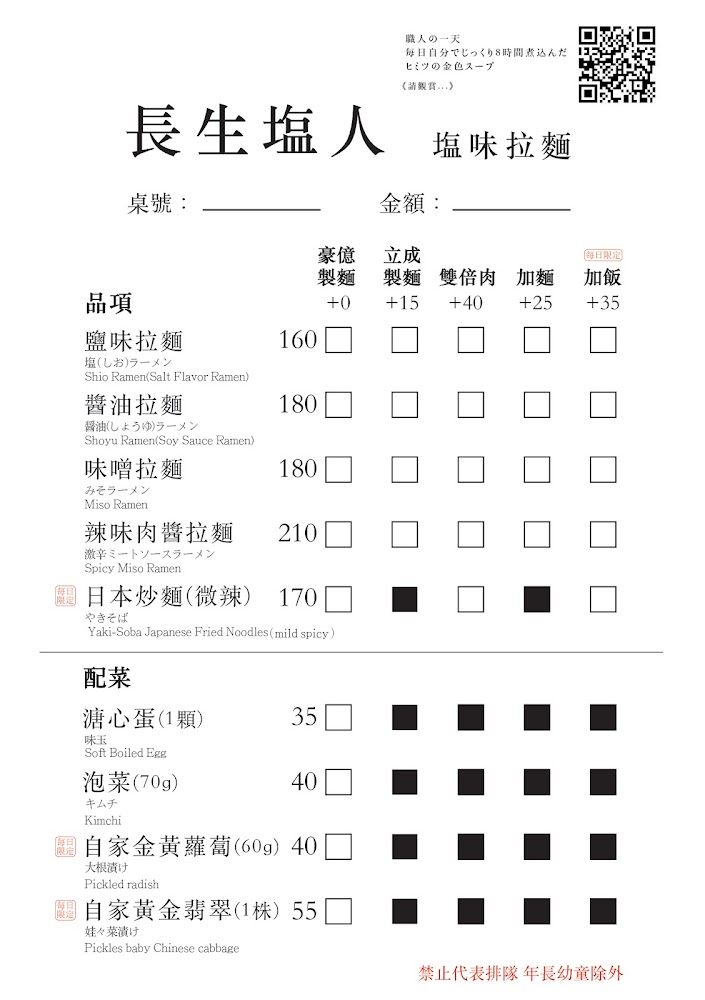 職人の一天
毎日自分でじっくり8時間煮込んだ
ヒミツの金色スープ
《請觀賞...》
長生塩人 塩味拉麵
桌號： 金額：
豪億 立成 每日限定
製麵 製麵 雙倍肉 加麵 加飯
品項 +0 +15 +40 +25 +35
鹽味拉麵 160
塩(しお)ラーメン
Shio Ramen(Salt Flavor Ramen)
醬油拉麵 180
醤油(しょうゆ)ラーメン
Shoyu Ramen(Soy Sauce Ramen)
味噌拉麵 180
みそラーメン
Miso Ramen
辣味肉醬拉麵 210
激辛ミートソースラーメン
Spicy Miso Ramen
每日限定 日本炒麵(微辣) 170
やきそば
Yaki-Soba Japanese Fried Noodles(mild spicy)
配菜
溏心蛋(1顆) 35
味玉
Soft Boiled Egg
泡菜(70g) 40
キムチ
Kimchi
每日限定 自家金黃蘿蔔(60g) 40
大根漬け
Pickled radish
每日限定 自家黃金翡翠(1株) 55
娃々菜漬け
Pickles baby Chinese cabbage
禁止代表排隊 年長幼童除外